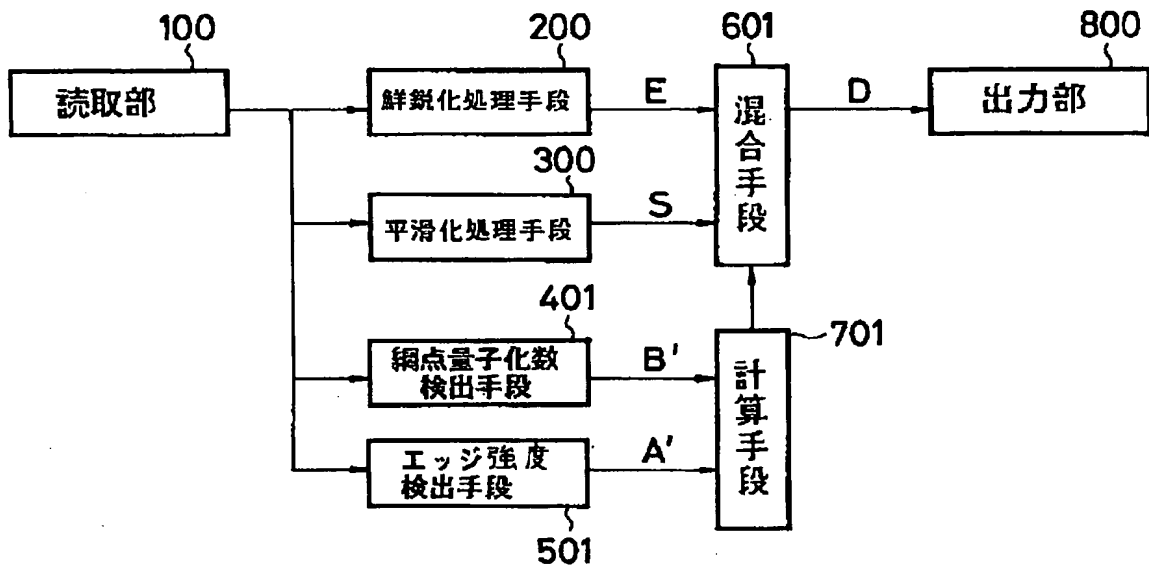 100
読取部
200
鮮鋭化処理手段
E
601
混合手段
D
800
出力部
300
平滑化処理手段
S
401
網点量子化数
検出手段
B'
701
計算手段
エッジ強度
検出手段
A'
501